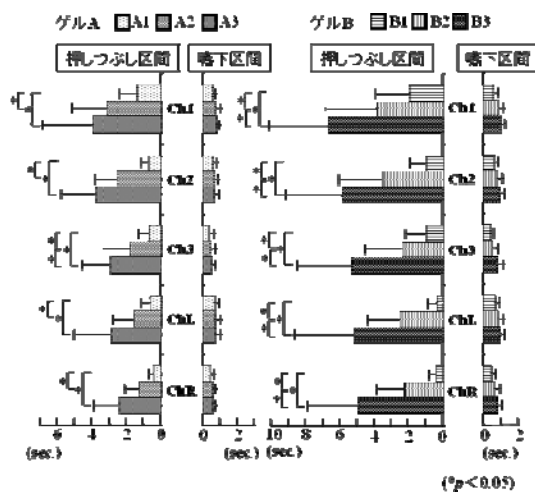 ゲルA A1 A2 A3 ゲルB B1 B2 B3
押しつぶし区間 嚥下区間 押しつぶし区間 嚥下区間
Ch1 Ch1
Ch2 Ch2
Ch3 Ch3
ChL ChL
ChR ChR
6 4 2 0 0 2 10 8 6 4 2 0 0 2
(sec.) (sec.) (sec.) (sec.)
(*p<0.05)